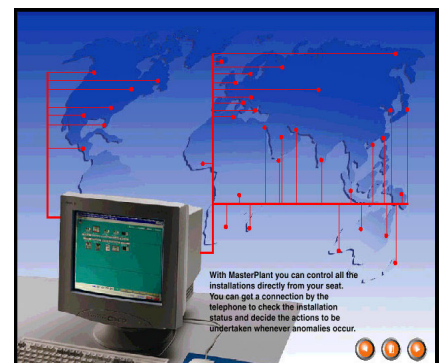 With MasterPlant you can control all the
installations directly from your seat.
You can get a connection by the
telephone to check the installation
status and decide the actions to be
undertaken whenever anomalies occur.